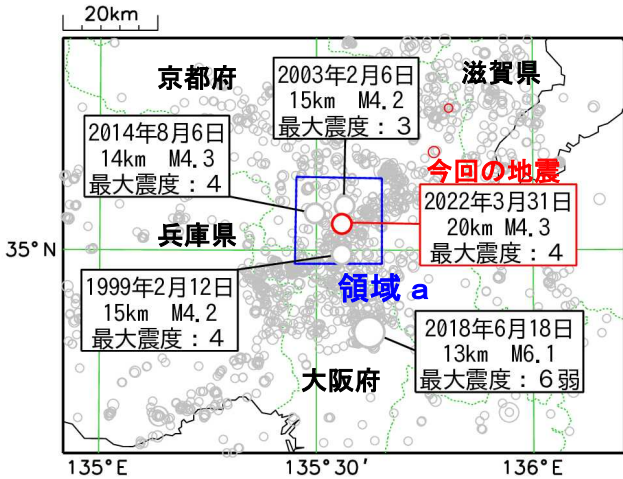 20km
京都府
滋賀県
2003年2月6日
15km M4.2
最大震度：3
2014年8月6日
14km M4.3
最大震度：4
今回の地震
2022年3月31日
20km M4.3
最大震度：4
兵庫県
35°N
領域 a
1999年2月12日
15km M4.2
最大震度：4
2018年6月18日
13km M6.1
最大震度：6弱
大阪府
135°E
135°30'
136°E